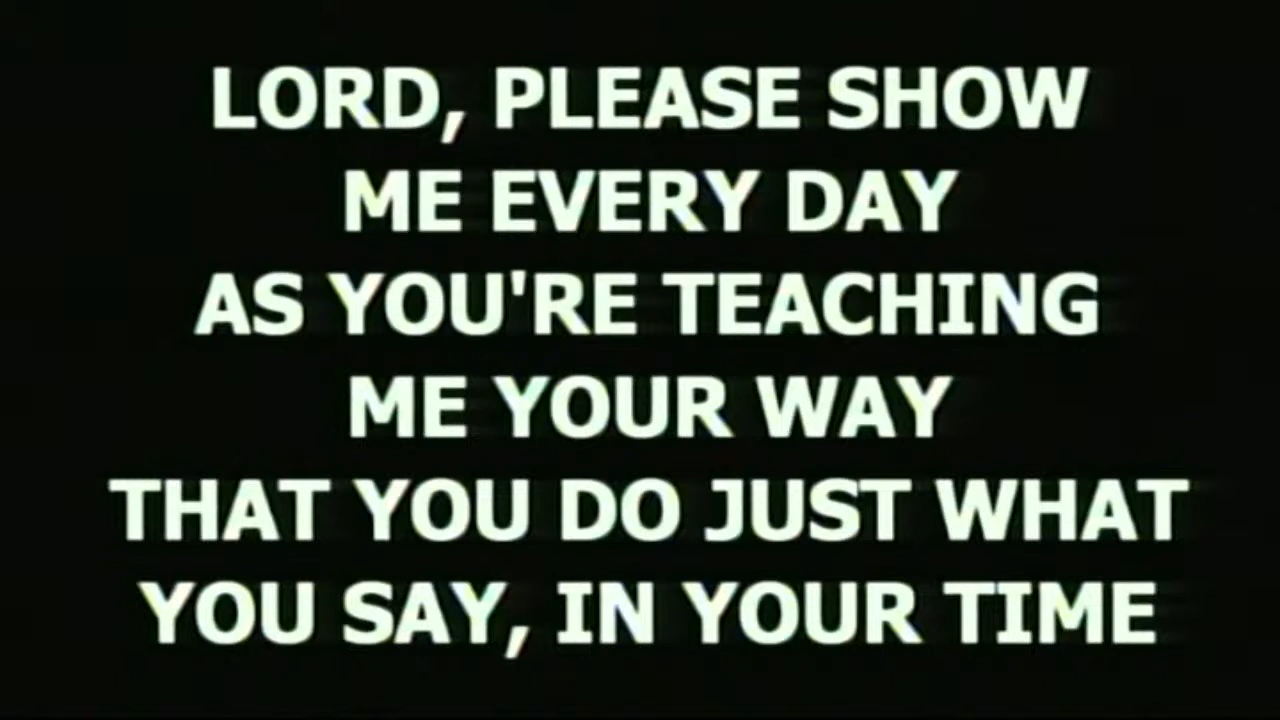 LORD, PLEASE SHOW
ME EVERY DAY
AS YOU'RE TEACHING
ME YOUR WAY
THAT YOU DO JUST WHAT
YOU SAY, IN YOUR TIME